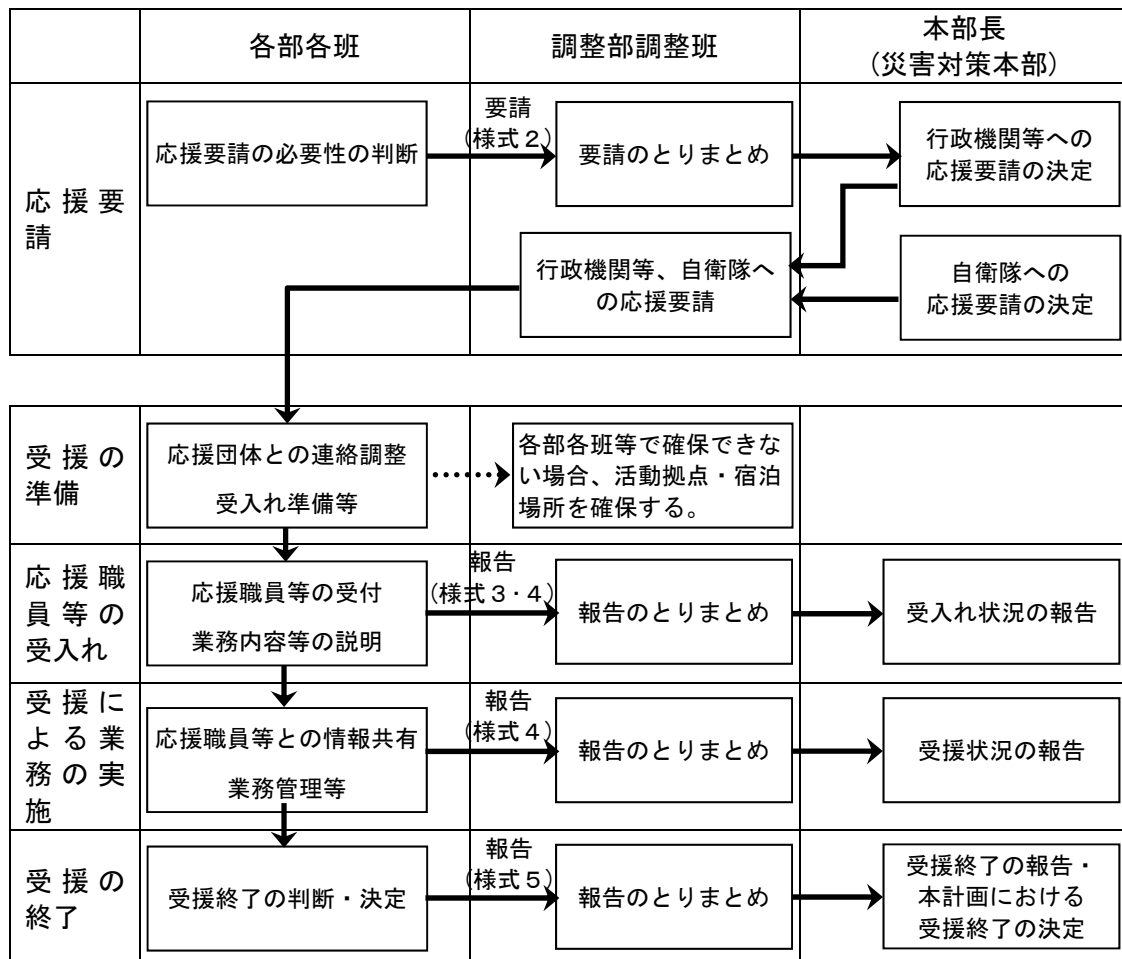 各部各班
調整部調整班
本部長
(災害対策本部)
応援要
請
応援要請の必要性の判断
要請
(様式2)
要請のとりまとめ
行政機関等への
応援要請の決定
行政機関等、自衛隊へ
の応援要請
自衛隊への
応援要請の決定
受援の
準備
応援団体との連絡調整
受入れ準備等
各部各班等で確保できな
い場合、活動拠点・宿泊
場所を確保する。
応援職
員等の
受入れ
応援職員等の受付
業務内容等の説明
報告
(様式3・4)
報告のとりまとめ
受入れ状況の報告
受援に
よる業
務の実
施
応援職員等との情報共有
業務管理等
報告
(様式4)
報告のとりまとめ
受援状況の報告
受援の
終了
受援終了の判断・決定
報告
(様式5)
報告のとりまとめ
受援終了の報告・
本計画における
受援終了の決定